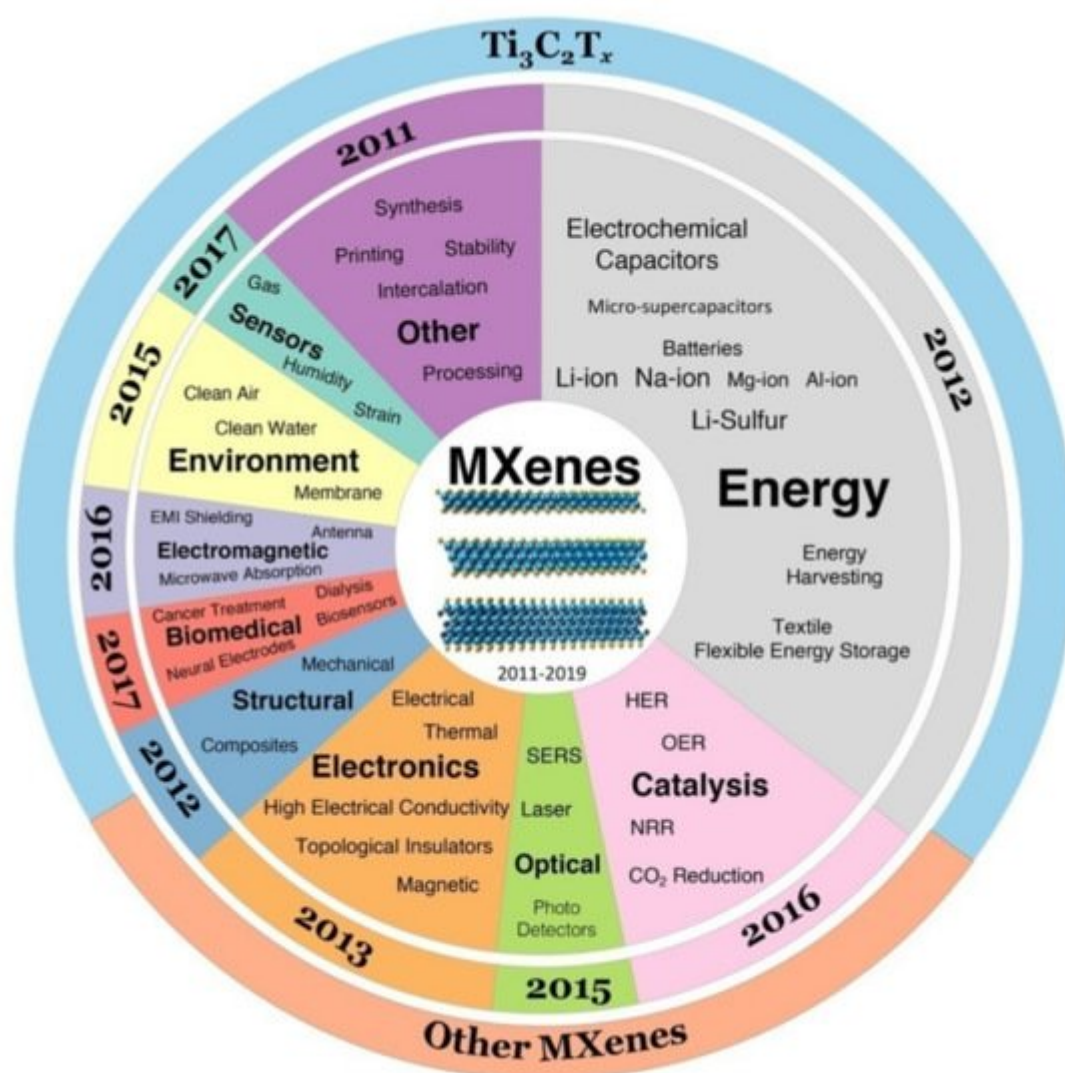 Ti₃C₂Tₓ
2011
Synthesis
Printing
Stability
Intercalation
Other
Processing
2012
Electrochemical
Capacitors
Micro-supercapacitors
Batteries
Li-ion Na-ion Mg-ion Al-ion
Li-Sulfur
Energy
Energy
Harvesting
Textile
Flexible Energy Storage
2016
HER
OER
Catalysis
NRR
CO₂ Reduction
2015
SERS
Laser
Optical
Photo
Detectors
2013
Electrical
Thermal
Electronics
High Electrical Conductivity
Topological Insulators
Magnetic
2012
Mechanical
Structural
Composites
2017
Cancer Treatment
Dialysis
Biomedical
Biosensors
Neural Electrodes
2016
EMI Shielding
Antenna
Electromagnetic
Microwave Absorption
2015
Clean Air
Clean Water
Environment
Membrane
2017
Gas
Sensors
Humidity
Strain
MXenes
2011-2019
Other MXenes